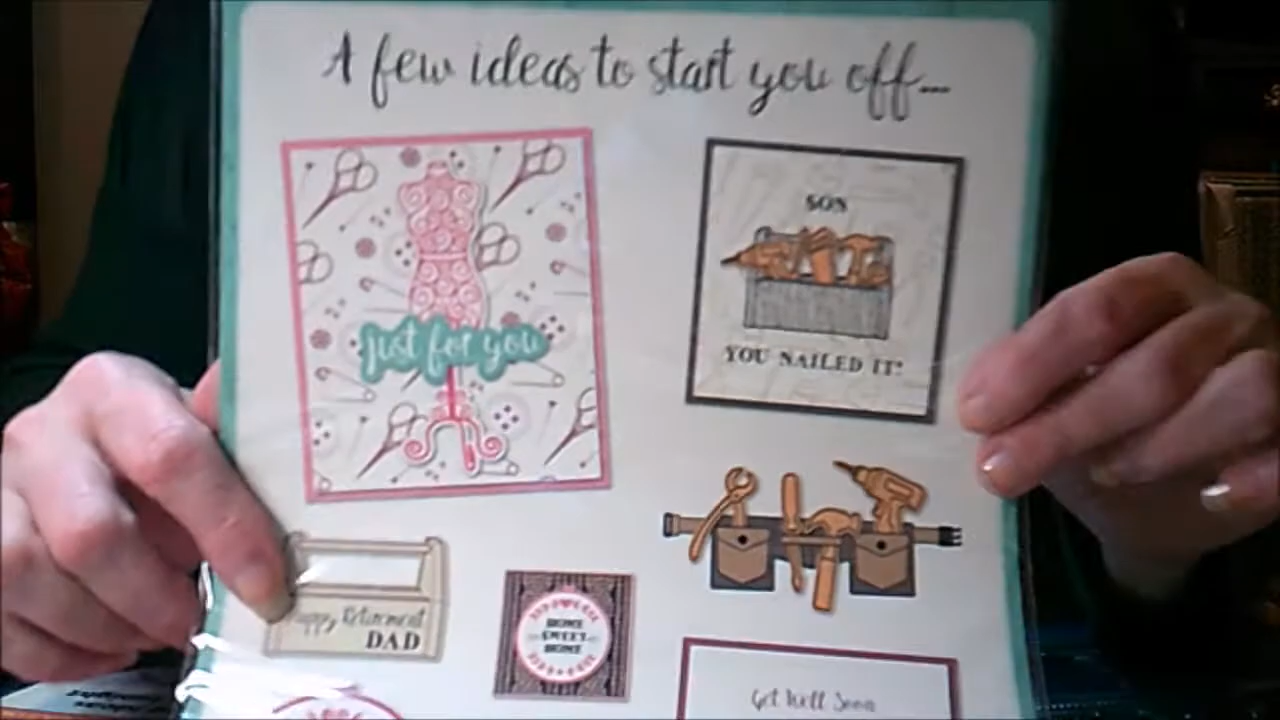 A few ideas to start you off...
just for you
SON
YOU NAILED IT!
Happy Retirement
DAD
HOME
SWEET
HOME
Get Well Soon